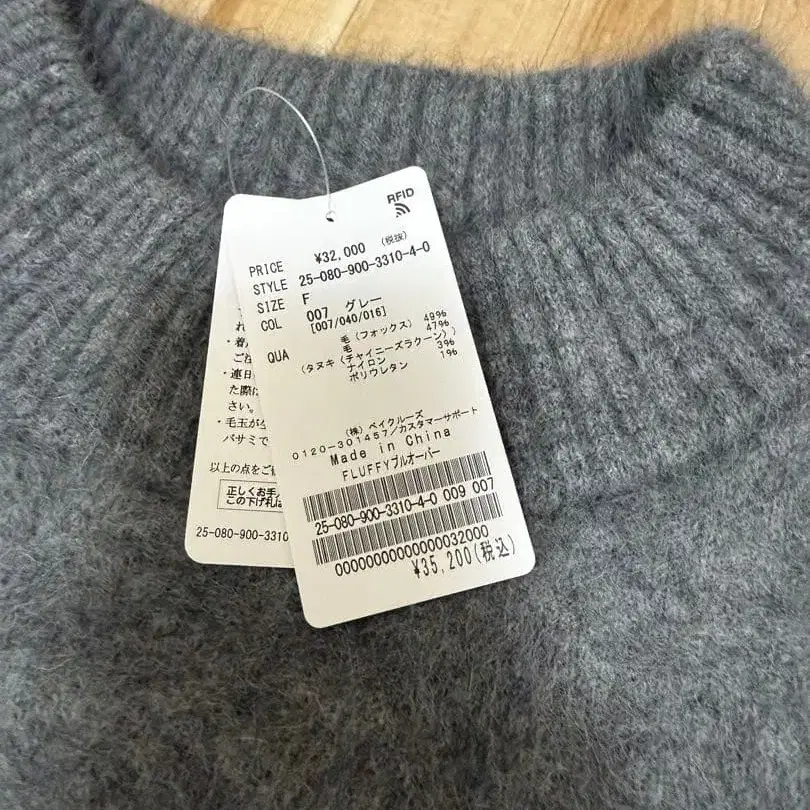 RFID
PRICE ¥32,000 (税抜)
STYLE 25-080-900-3310-4-0
SIZE F
COL 007 グレー
[007/040/016]
QUA 毛(フォックス) 49%
毛 47%
(タヌキ(チャイニーズラクーン))
ナイロン 3%
ポリウレタン 1%
(株)ベイクルーズ
0120-301457/カスタマーサポート
Made in China
FLUFFYプルオーバー
25-080-900-3310-4-0 009 007
00000000000000032000
¥35,200(税込)
れ
・着
ご注
・連日
た際に
さい。
・毛玉が
バサミで
以上の点をご
正しくお手
この下げ札は
25-080-900-3310